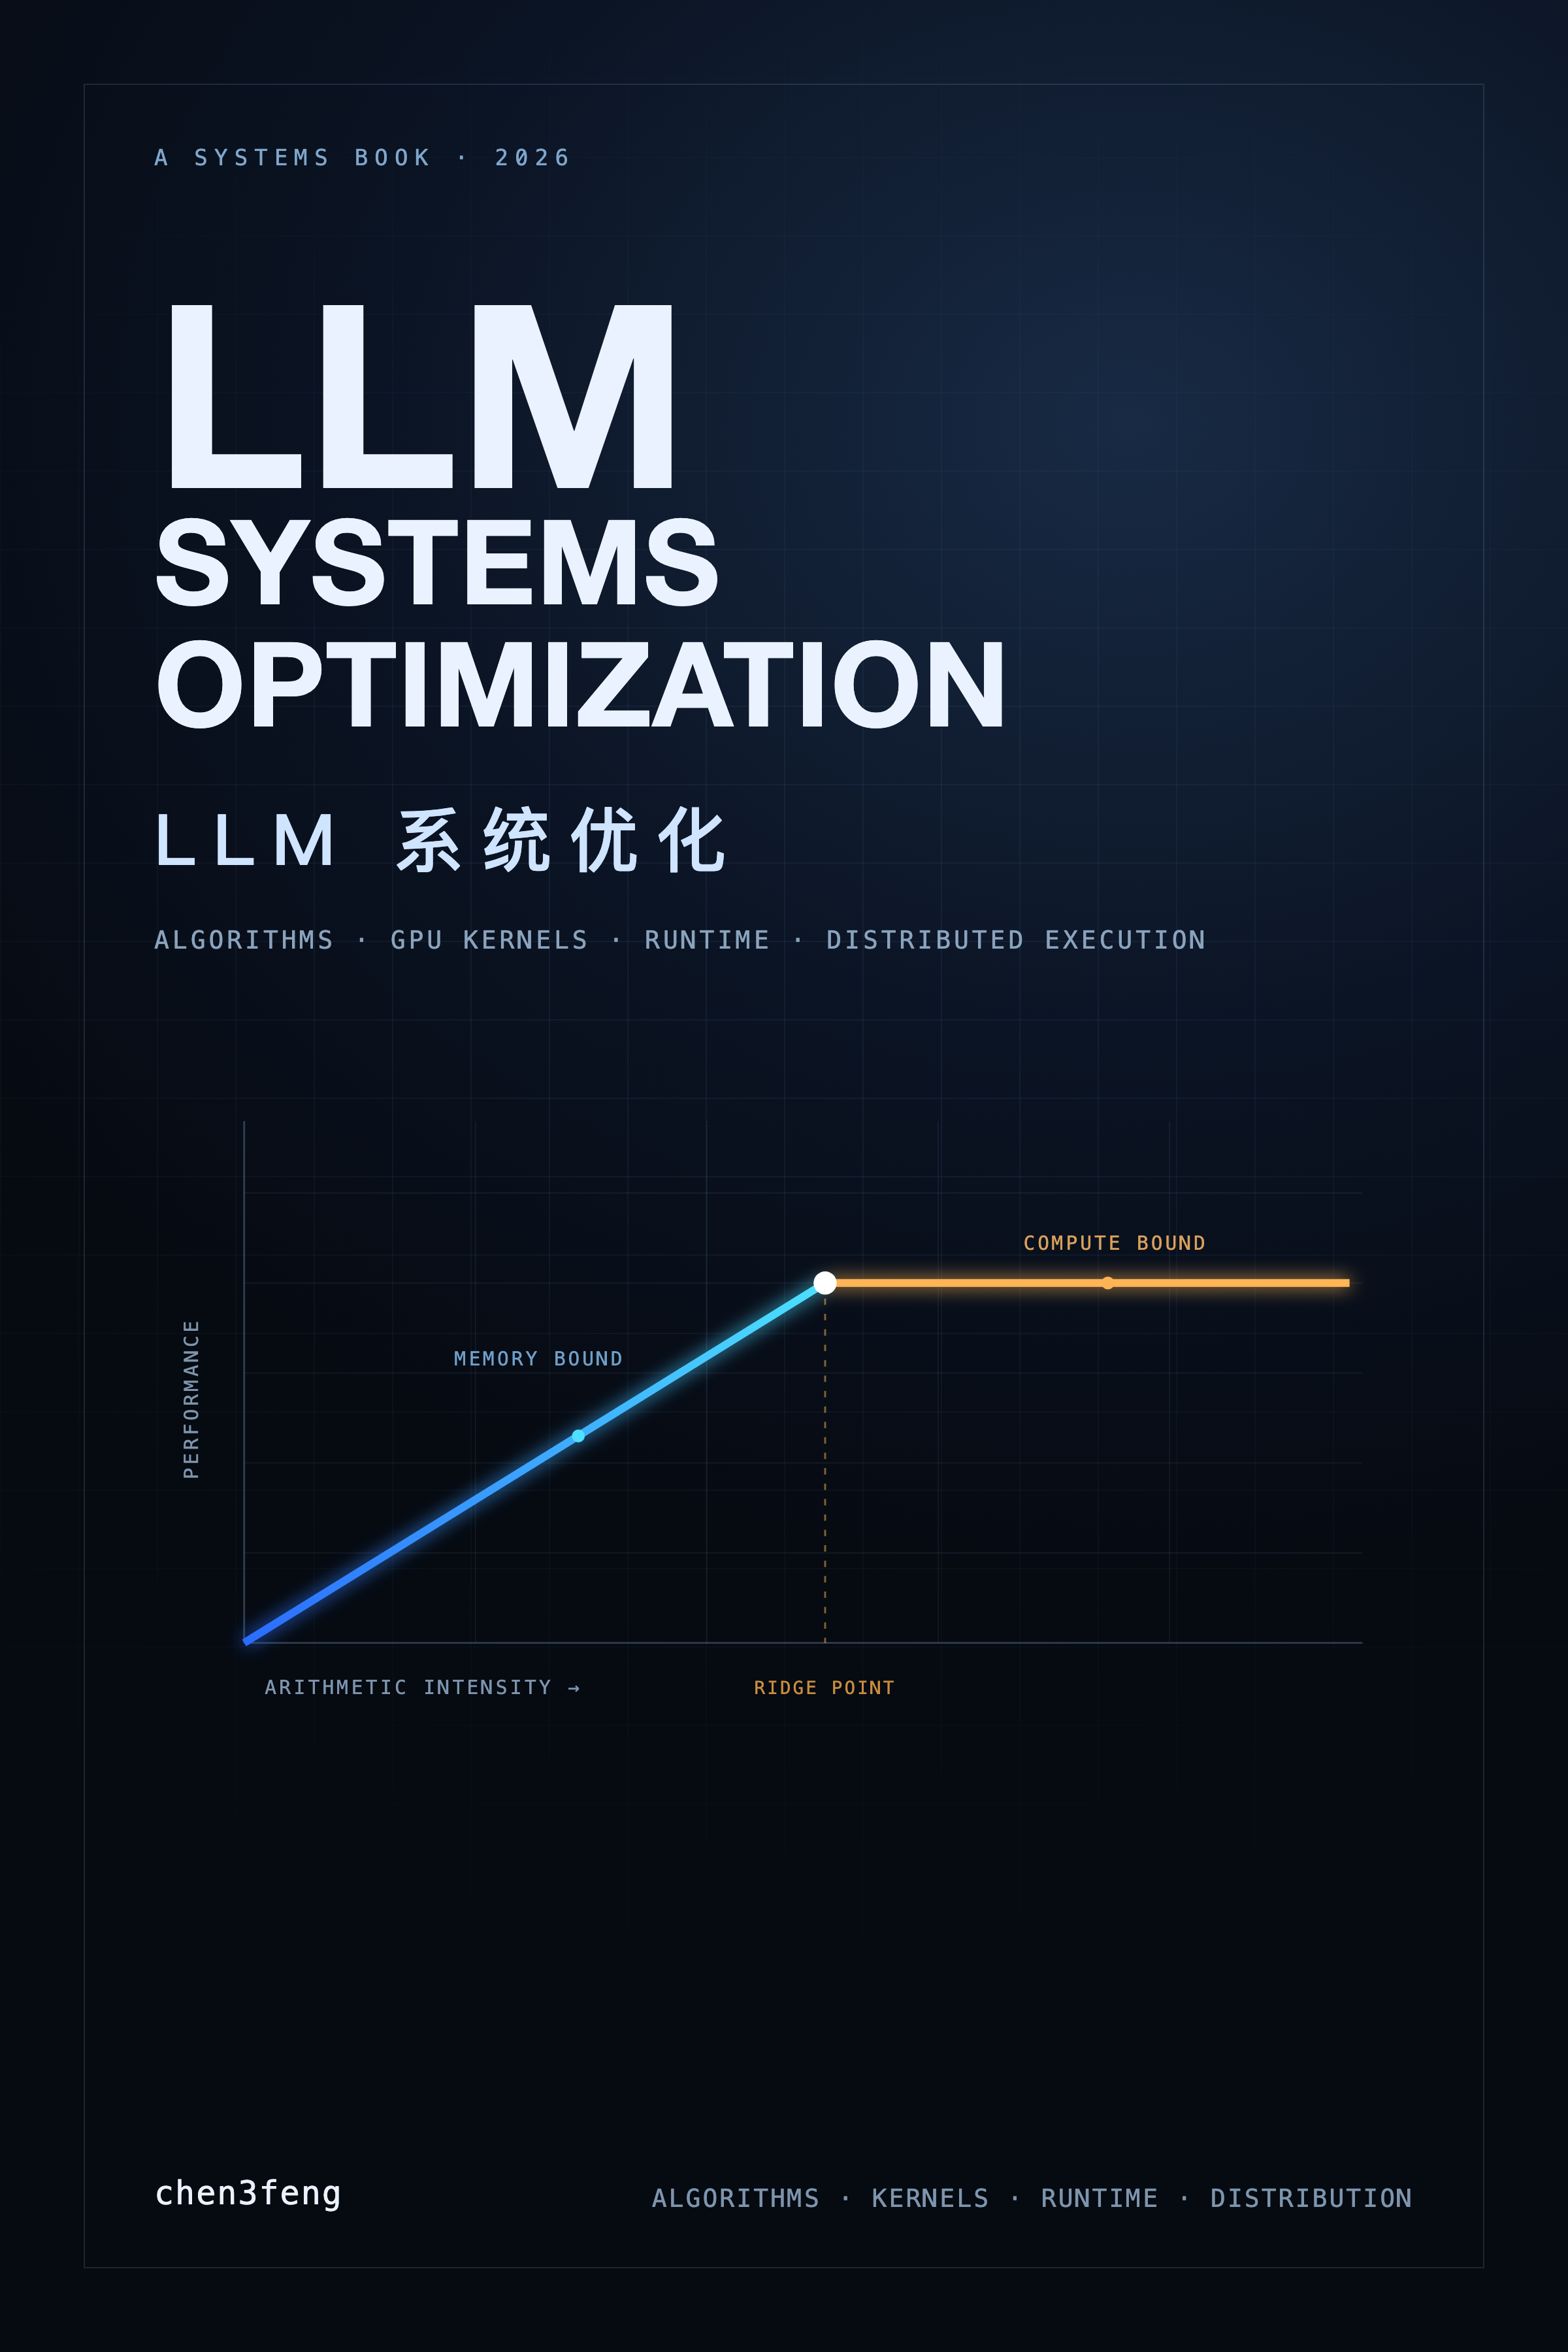 A SYSTEMS BOOK · 2026
LLM
SYSTEMS
OPTIMIZATION
LLM 系统优化
ALGORITHMS · GPU KERNELS · RUNTIME · DISTRIBUTED EXECUTION
COMPUTE BOUND
MEMORY BOUND
PERFORMANCE
ARITHMETIC INTENSITY →
RIDGE POINT
chen3feng
ALGORITHMS · KERNELS · RUNTIME · DISTRIBUTION